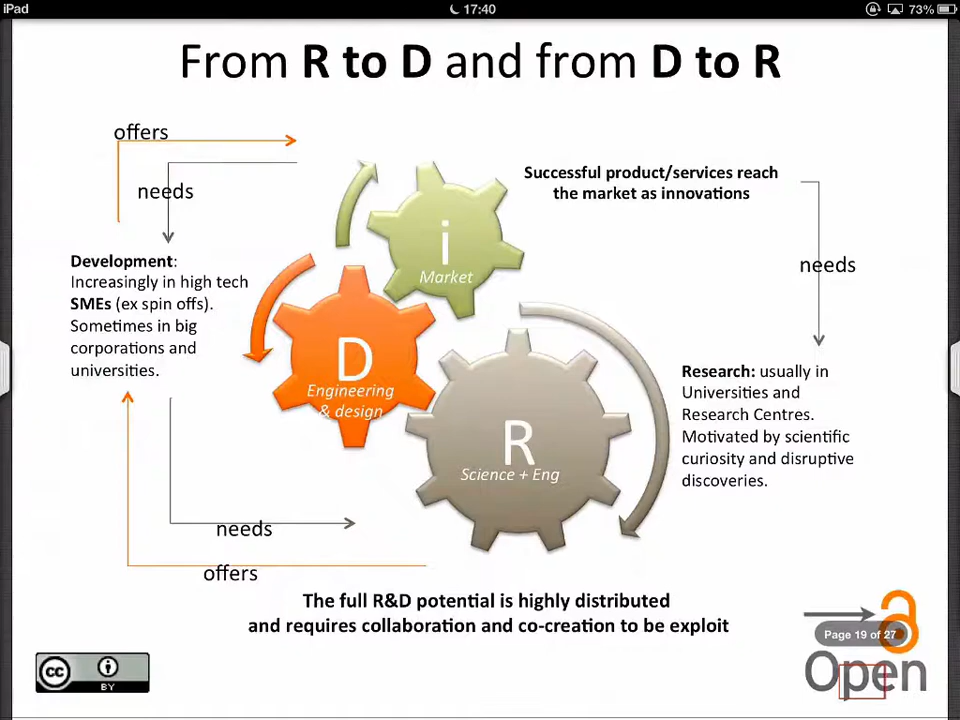 iPad
17:40
73%
From R to D and from D to R
offers
needs
Successful product/services reach
the market as innovations
needs
i
Market
Development:
Increasingly in high tech
SMEs (ex spin offs).
Sometimes in big
corporations and
universities.
D
Engineering
& design
R
Science + Eng
Research: usually in
Universities and
Research Centres.
Motivated by scientific
curiosity and disruptive
discoveries.
needs
offers
The full R&D potential is highly distributed
and requires collaboration and co-creation to be exploit
Page 19 of 27
Open
cc
BY